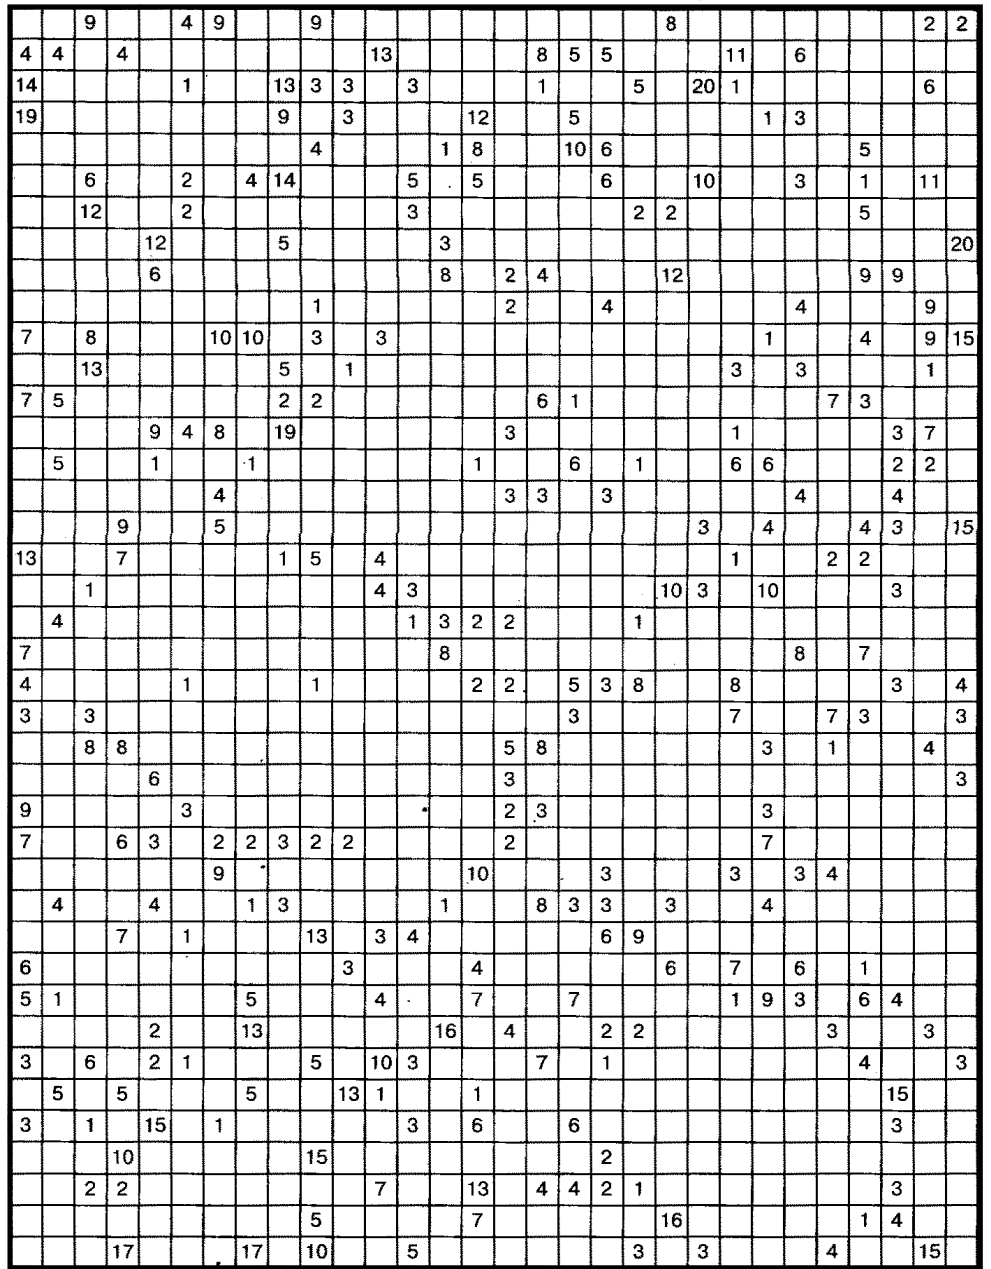 9 4 9 9 8 2 2
4 4 4 13 8 5 5 11 6
14 1 13 3 3 3 1 5 20 1 6
19 9 3 12 5 1 3
4 1 8 10 6 5
6 2 4 14 5 5 6 10 3 1 11
12 2 3 2 2 5
12 5 3 20
6 8 2 4 12 9 9
1 2 4 4 9
7 8 10 10 3 3 1 4 9 15
13 5 1 3 3 1
7 5 2 2 6 1 7 3
9 4 8 19 3 1 3 7
5 1 1 1 6 1 6 6 2 2
4 3 3 3 4 4
9 5 3 4 4 3 15
13 7 1 5 4 1 2 2
1 4 3 10 3 10 3
4 1 3 2 2 1
7 8 8 7
4 1 1 2 2 5 3 8 8 3 4
3 3 3 7 7 3 3
8 8 5 8 3 1 4
6 3 3
9 3 2 3 3
7 6 3 2 2 3 2 2 2 7
9 10 3 3 3 4
4 4 1 3 1 8 3 3 3 4
7 1 13 3 4 6 9
6 3 4 6 7 6 1
5 1 5 4 7 7 1 9 3 6 4
2 13 16 4 2 2 3 3
3 6 2 1 5 10 3 7 1 4 3
5 5 5 13 1 1 15
3 1 15 1 3 6 6 3
10 15 2
2 2 7 13 4 4 2 1 3
5 7 16 1 4
17 17 10 5 3 3 4 15